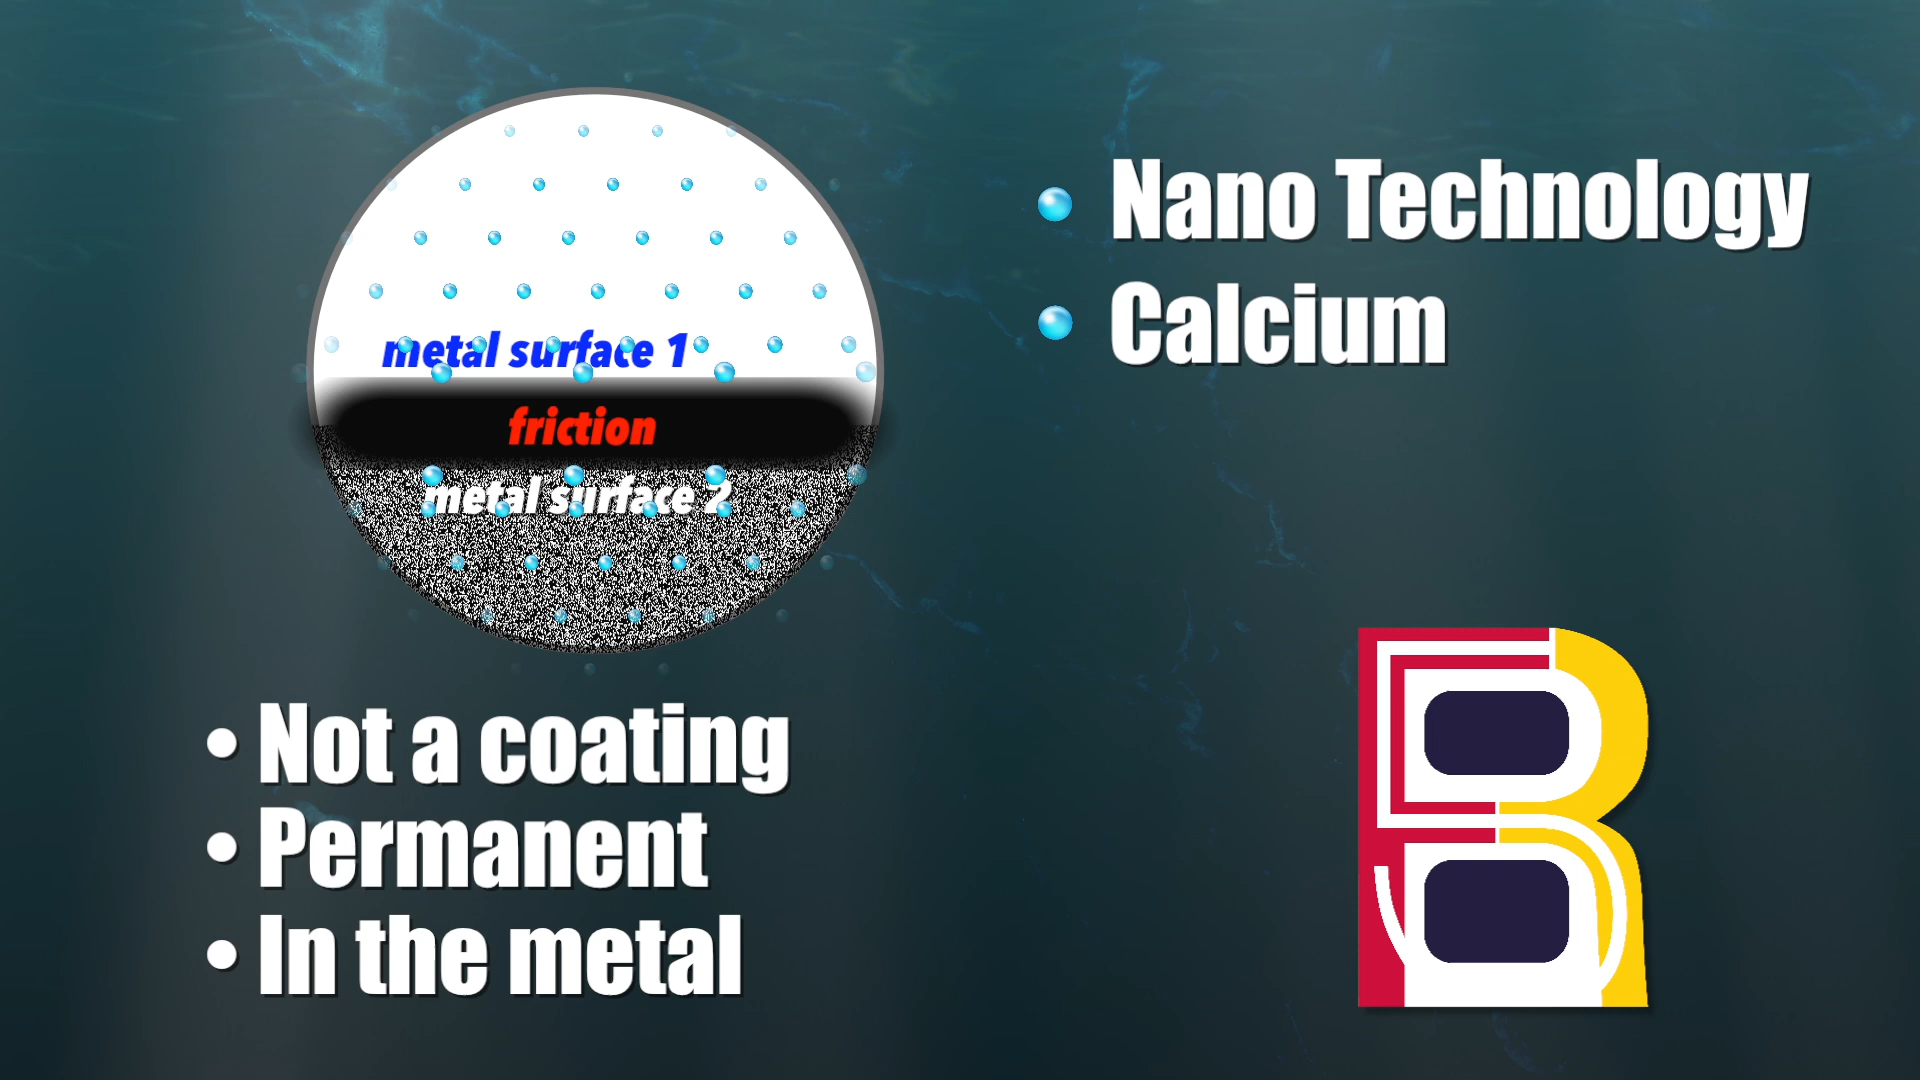 metal surface 1
friction
metal surface 2
• Not a coating
• Permanent
• In the metal
• Nano Technology
• Calcium